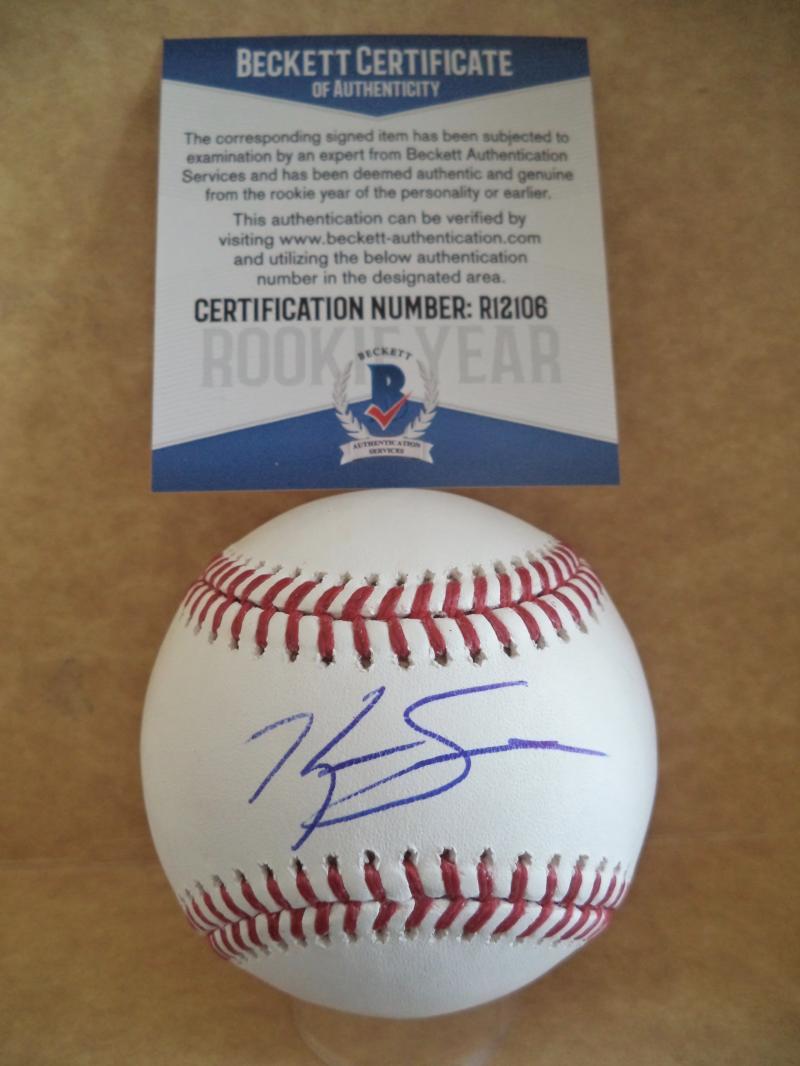 BECKETT CERTIFICATE
OF AUTHENTICITY
The corresponding signed item has been subjected to
examination by an expert from Beckett Authentication
Services and has been deemed authentic and genuine
from the rookie year of the personality or earlier.
This authentication can be verified by
visiting www.beckett-authentication.com
and utilizing the below authentication
number in the designated area.
CERTIFICATION NUMBER: R12106
ROOKIE YEAR
BECKETT
B
AUTHENTICATION
SERVICES